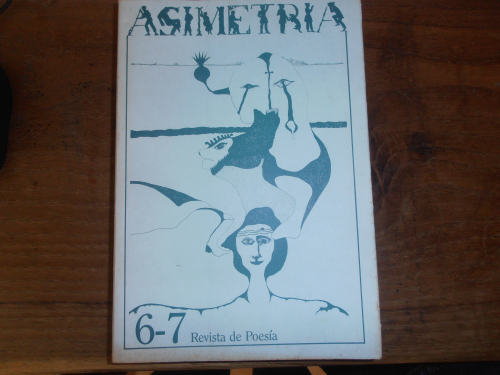 ASIMETRIA
6-7 Revista de Poesía